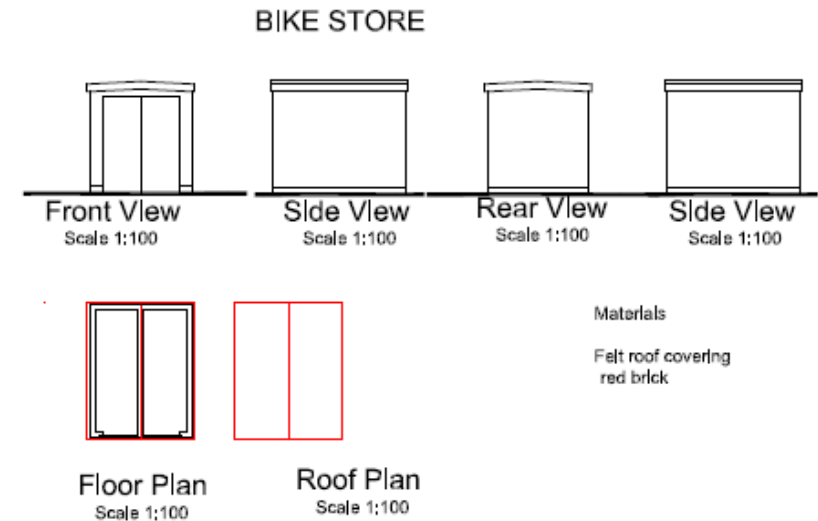 BIKE STORE
Front View
Scale 1:100
Side View
Scale 1:100
Rear View
Scale 1:100
Side View
Scale 1:100
Materials
Felt roof covering
red brick
Floor Plan
Scale 1:100
Roof Plan
Scale 1:100